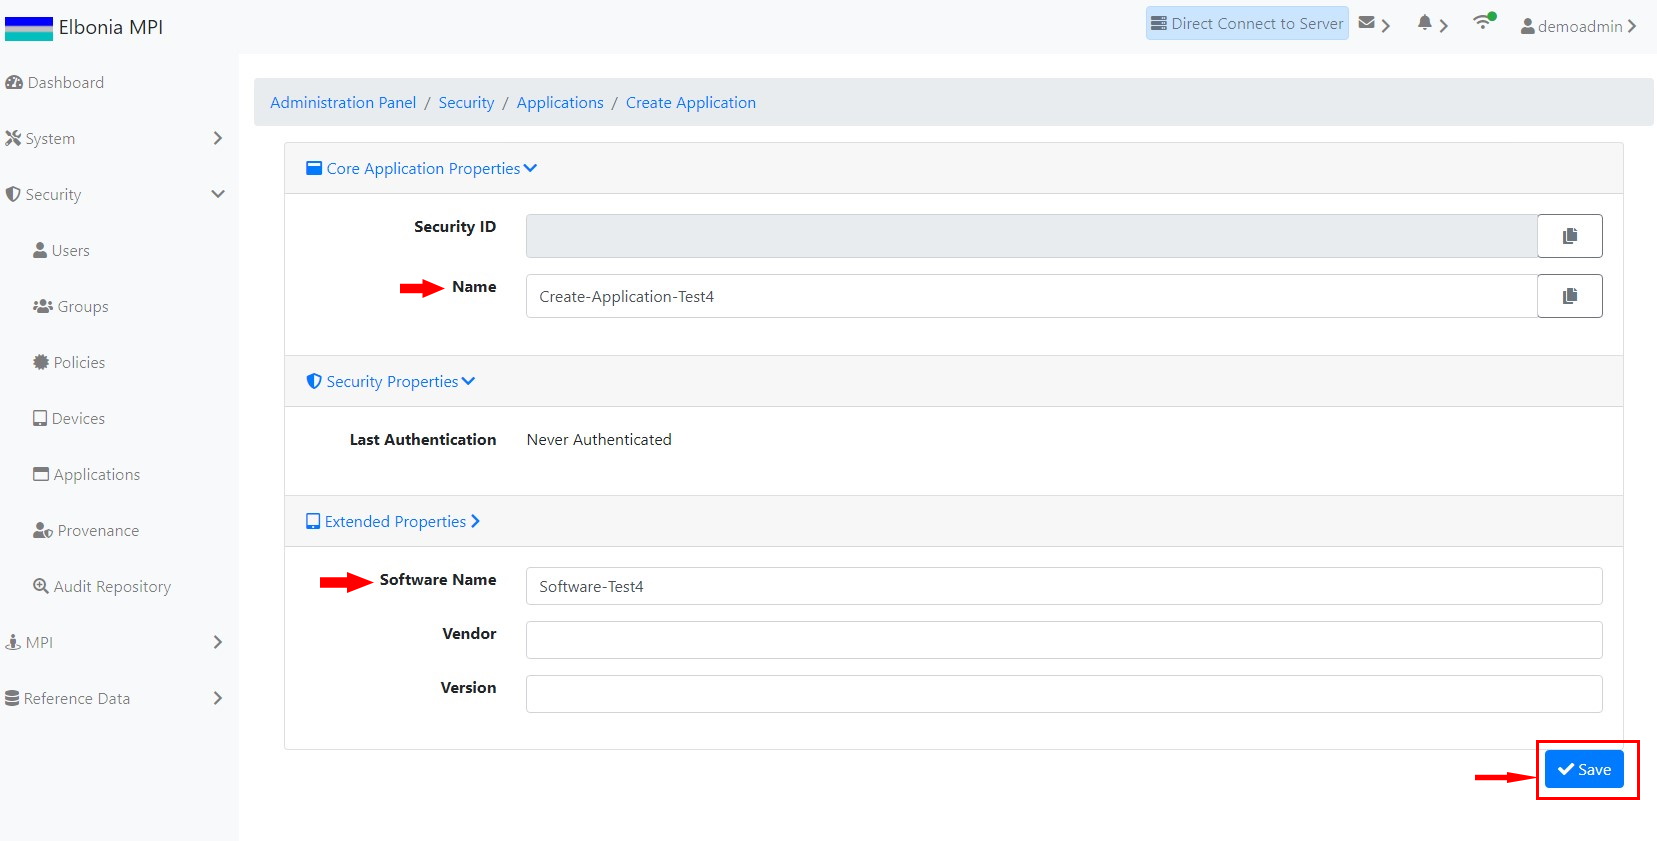 Elbonia MPI
Direct Connect to Server
demoadmin
Dashboard
System
Security
Users
Groups
Policies
Devices
Applications
Provenance
Audit Repository
MPI
Reference Data
Administration Panel / Security / Applications / Create Application
Core Application Properties
Security ID
Name Create-Application-Test4
Security Properties
Last Authentication Never Authenticated
Extended Properties
Software Name Software-Test4
Vendor
Version
Save